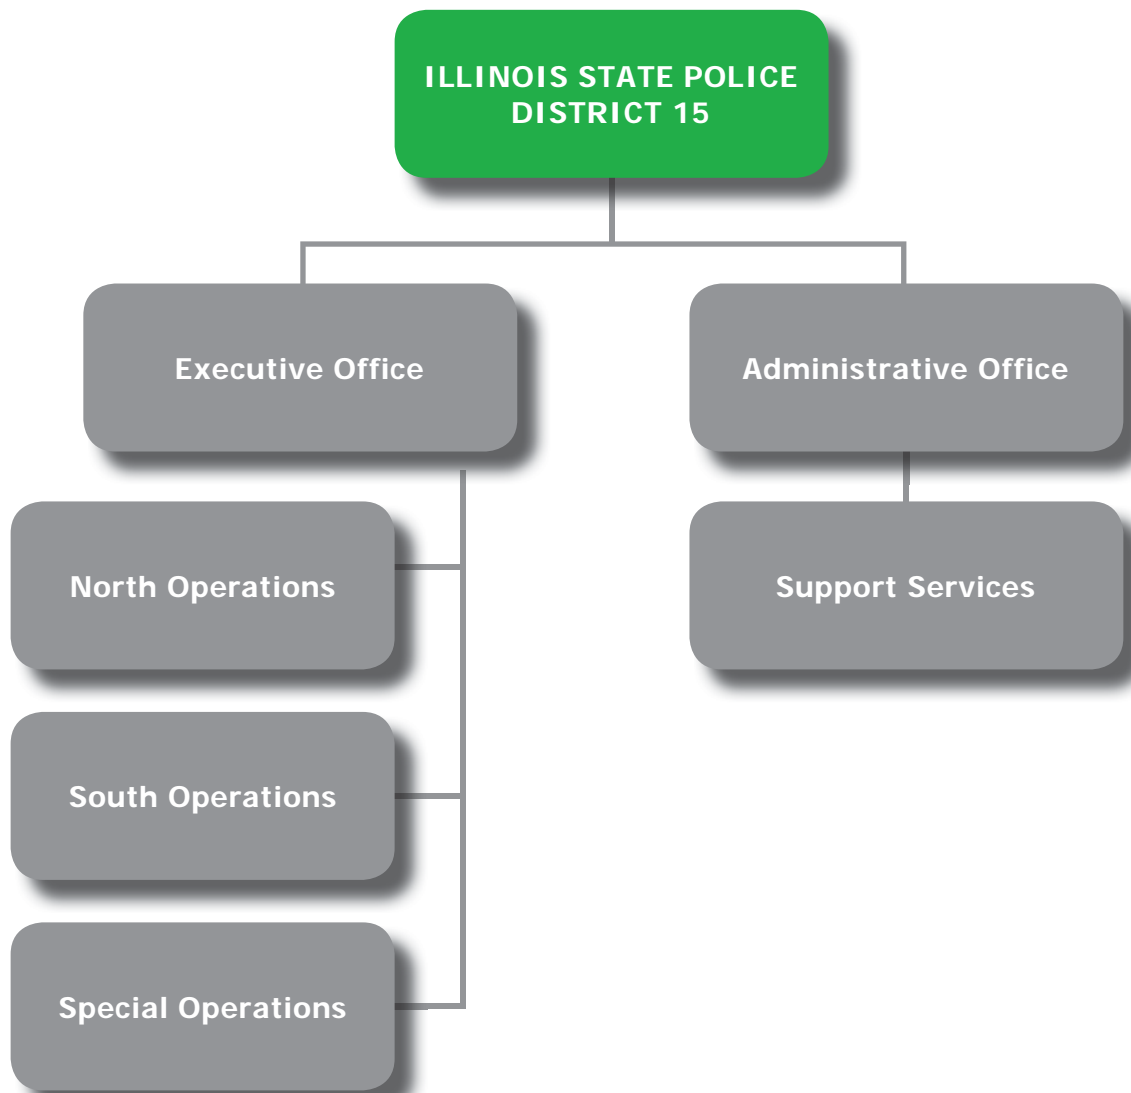 ILLINOIS STATE POLICE
DISTRICT 15
Executive Office
Administrative Office
North Operations
Support Services
South Operations
Special Operations